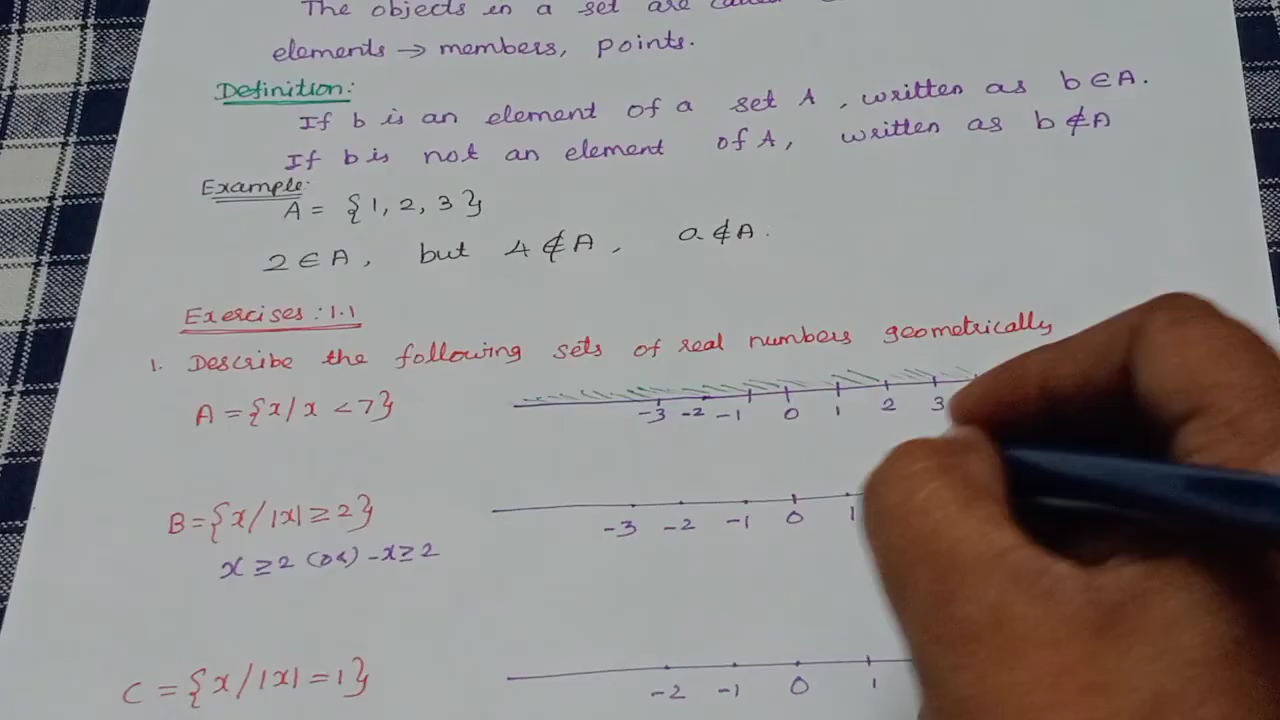 The objects in a set are called
elements → members, points.
Definition:
If b is an element of a set A, written as b∈A.
If b is not an element of A, written as b∉A
Example:
A = {1, 2, 3}
2 ∈ A, but 4 ∉ A, 0 ∉ A.
Exercises : 1.1
1. Describe the following sets of real numbers geometrically
A = {x/x < 7}
-3 -2 -1 0 1 2 3
B = {x/|x| ≥ 2}
-3 -2 -1 0 1
x ≥ 2 (or) -x ≥ 2
C = {x/|x| = 1}
-2 -1 0 1